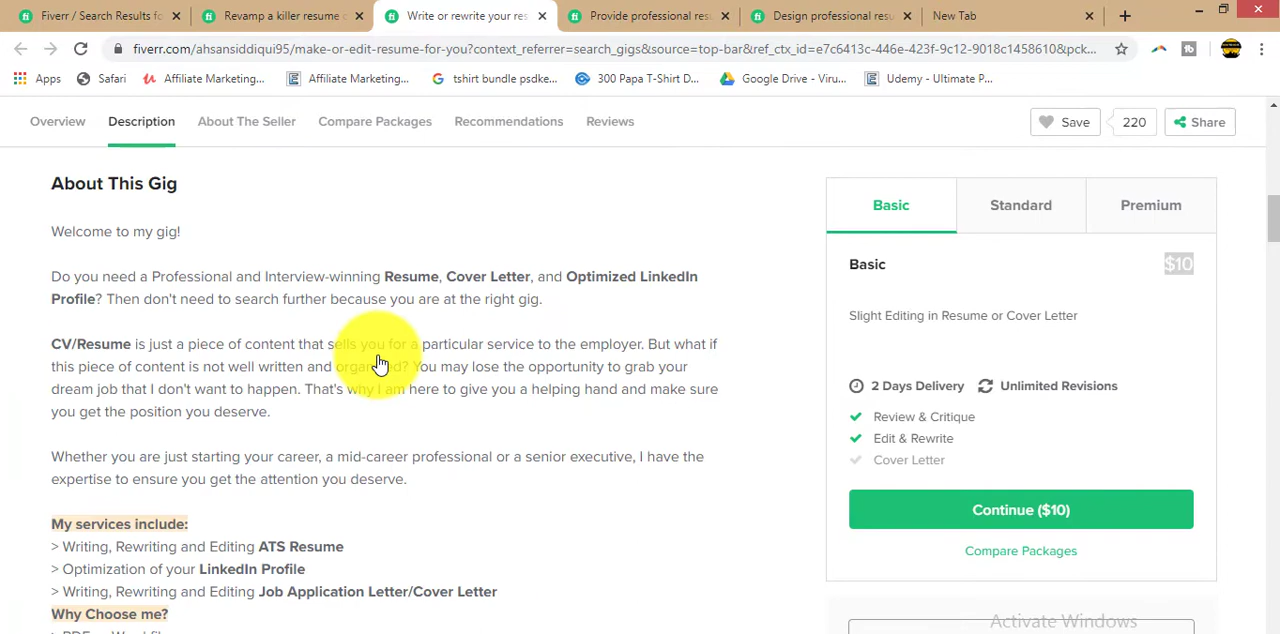 Fiverr / Search Results fo
Revamp a killer resume c
Write or rewrite your res
Provide professional resu
Design professional resu
New Tab
fiverr.com/ahsansiddiqui95/make-or-edit-resume-for-you?context_referrer=search_gigs&source=top-bar&ref_ctx_id=e7c6413c-446e-423f-9c12-9018c1458610&pck...
Apps
Safari
Affiliate Marketing...
Affiliate Marketing...
tshirt bundle psdke...
300 Papa T-Shirt D...
Google Drive - Viru...
Udemy - Ultimate P...
Overview
Description
About The Seller
Compare Packages
Recommendations
Reviews
Save
220
Share
About This Gig
Welcome to my gig!
Do you need a Professional and Interview-winning Resume, Cover Letter, and Optimized LinkedIn
Profile? Then don't need to search further because you are at the right gig.
CV/Resume is just a piece of content that sells you for a particular service to the employer. But what if
this piece of content is not well written and organized? You may lose the opportunity to grab your
dream job that I don't want to happen. That's why I am here to give you a helping hand and make sure
you get the position you deserve.
Whether you are just starting your career, a mid-career professional or a senior executive, I have the
expertise to ensure you get the attention you deserve.
My services include:
> Writing, Rewriting and Editing ATS Resume
> Optimization of your LinkedIn Profile
> Writing, Rewriting and Editing Job Application Letter/Cover Letter
Why Choose me?
Basic
Standard
Premium
Basic
$10
Slight Editing in Resume or Cover Letter
2 Days Delivery
Unlimited Revisions
Review & Critique
Edit & Rewrite
Cover Letter
Continue ($10)
Compare Packages
Activate Windows